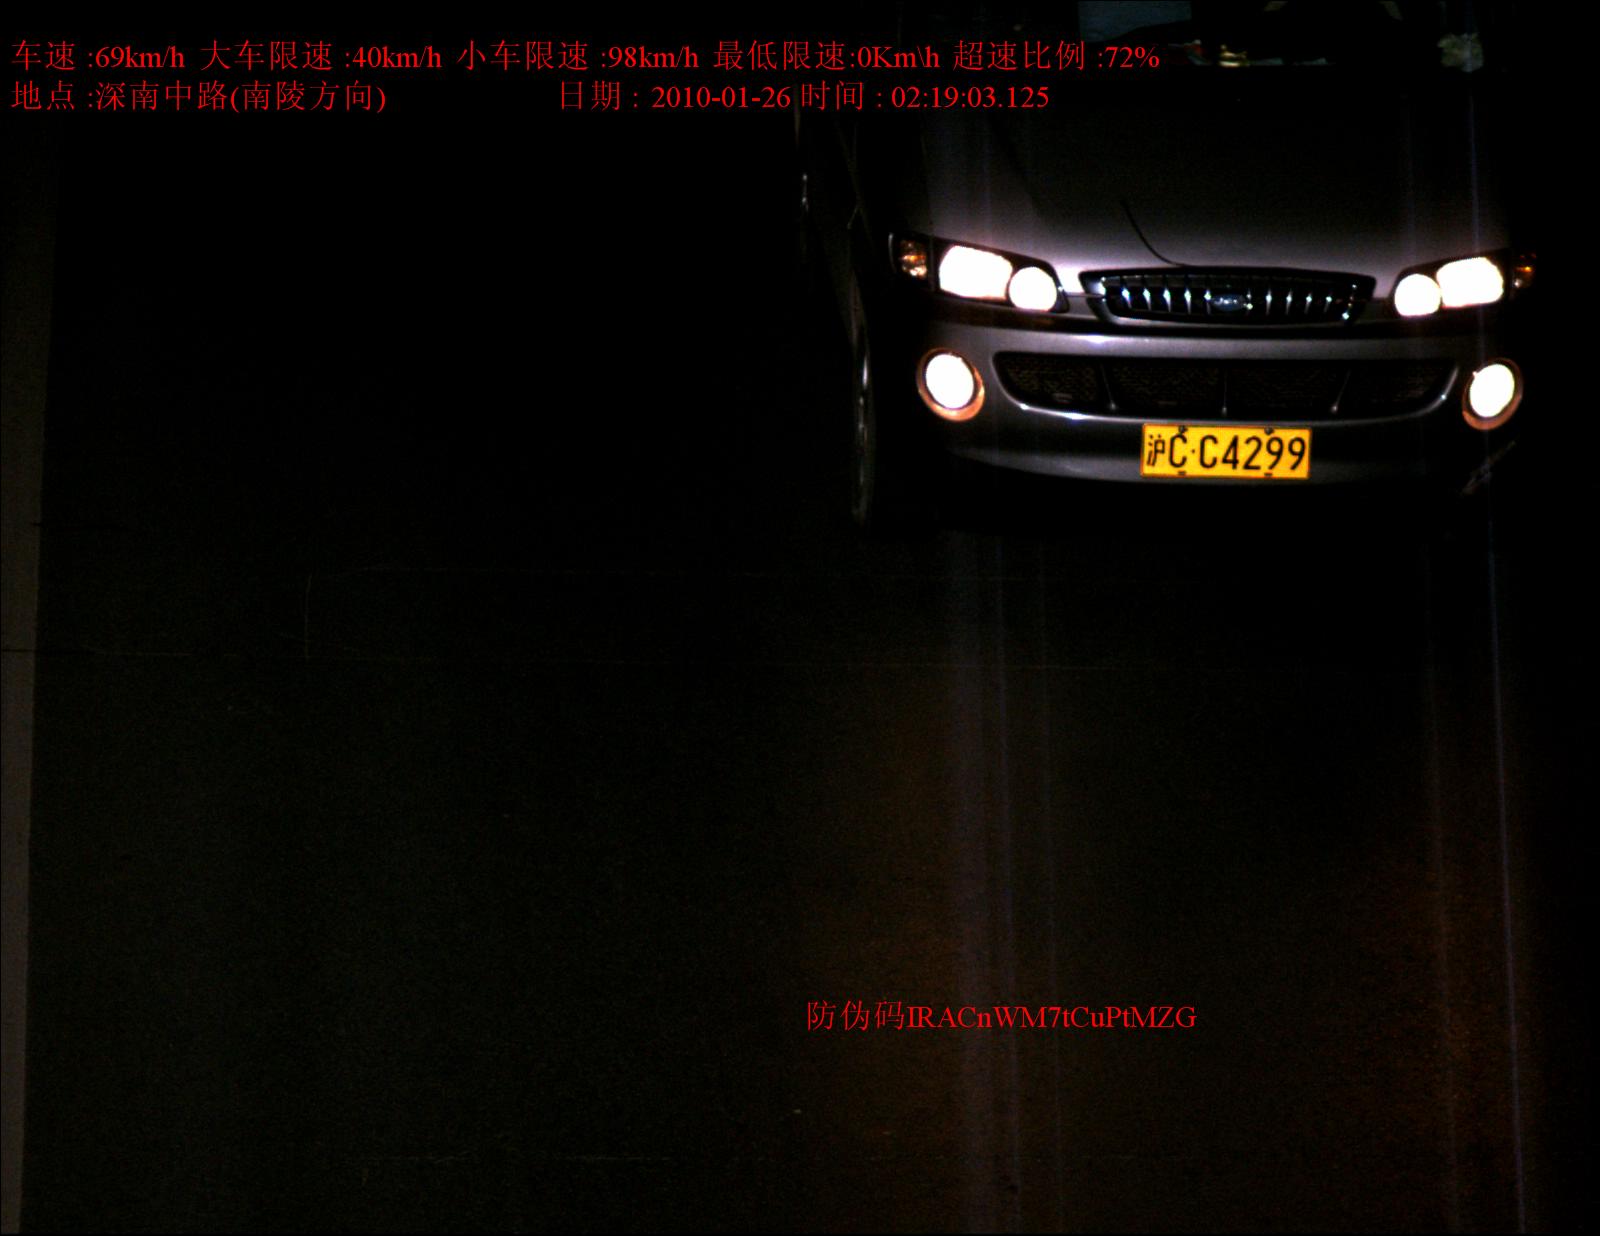 车速:69km/h 大车限速:40km/h 小车限速:98km/h 最低限速:0Km\h 超速比例:72%
地点:深南中路(南陵方向) 日期: 2010-01-26 时间: 02:19:03.125
沪C·C4299
防伪码IRACnWM7tCuPtMZG